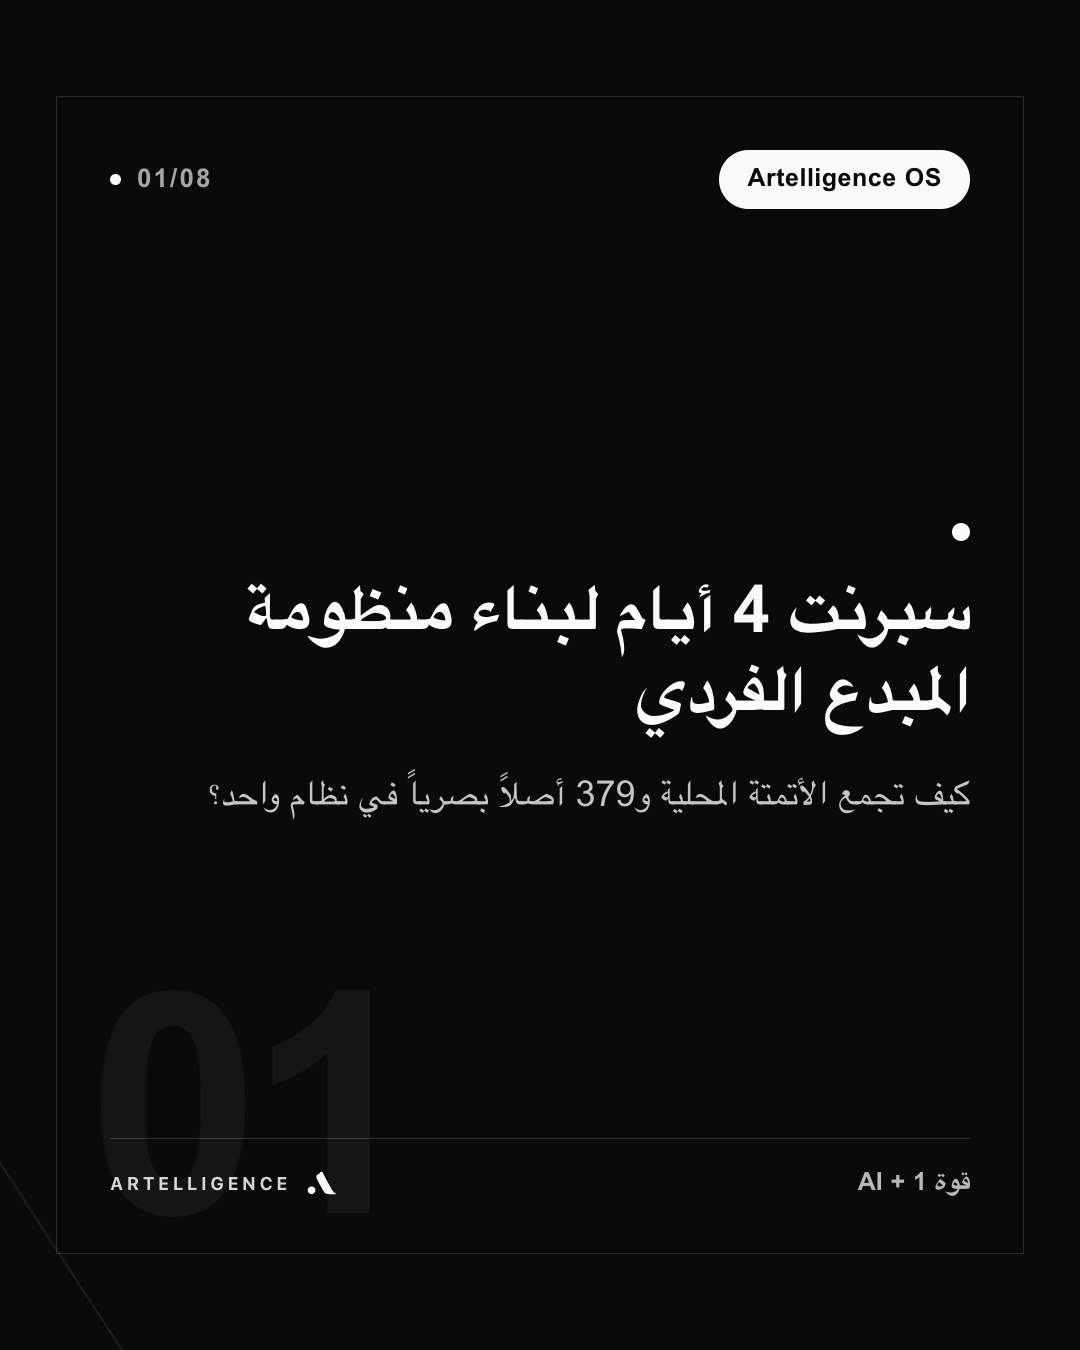 01/08
Artelligence OS
سبرنت 4 أيام لبناء منظومة
المبدع الفردي
كيف تجمع الأتمتة المحلية و379 أصلاً بصرياً في نظام واحد؟
01
ARTELLIGENCE
قوة 1 + AI